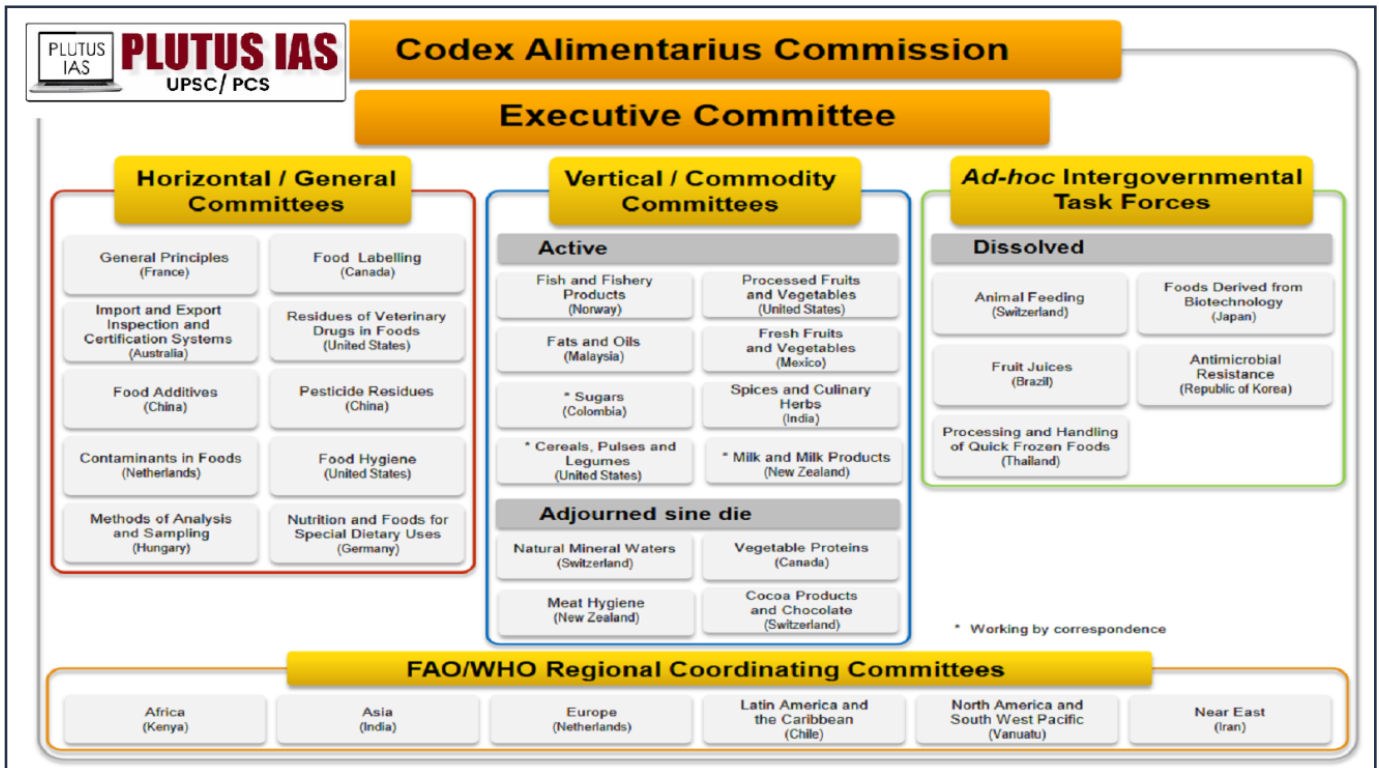 PLUTUS
IAS
PLUTUS IAS
UPSC/ PCS
Codex Alimentarius Commission
Executive Committee
Horizontal / General
Committees
General Principles
(France)
Food Labelling
(Canada)
Import and Export
Inspection and
Certification Systems
(Australia)
Residues of Veterinary
Drugs in Foods
(United States)
Food Additives
(China)
Pesticide Residues
(China)
Contaminants in Foods
(Netherlands)
Food Hygiene
(United States)
Methods of Analysis
and Sampling
(Hungary)
Nutrition and Foods for
Special Dietary Uses
(Germany)
Vertical / Commodity
Committees
Active
Fish and Fishery
Products
(Norway)
Processed Fruits
and Vegetables
(United States)
Fats and Oils
(Malaysia)
Fresh Fruits
and Vegetables
(Mexico)
* Sugars
(Colombia)
Spices and Culinary
Herbs
(India)
* Cereals, Pulses and
Legumes
(United States)
* Milk and Milk Products
(New Zealand)
Adjourned sine die
Natural Mineral Waters
(Switzerland)
Vegetable Proteins
(Canada)
Meat Hygiene
(New Zealand)
Cocoa Products
and Chocolate
(Switzerland)
Ad-hoc Intergovernmental
Task Forces
Dissolved
Animal Feeding
(Switzerland)
Foods Derived from
Biotechnology
(Japan)
Fruit Juices
(Brazil)
Antimicrobial
Resistance
(Republic of Korea)
Processing and Handling
of Quick Frozen Foods
(Thailand)
* Working by correspondence
FAO/WHO Regional Coordinating Committees
Africa
(Kenya)
Asia
(India)
Europe
(Netherlands)
Latin America and
the Caribbean
(Chile)
North America and
South West Pacific
(Vanuatu)
Near East
(Iran)